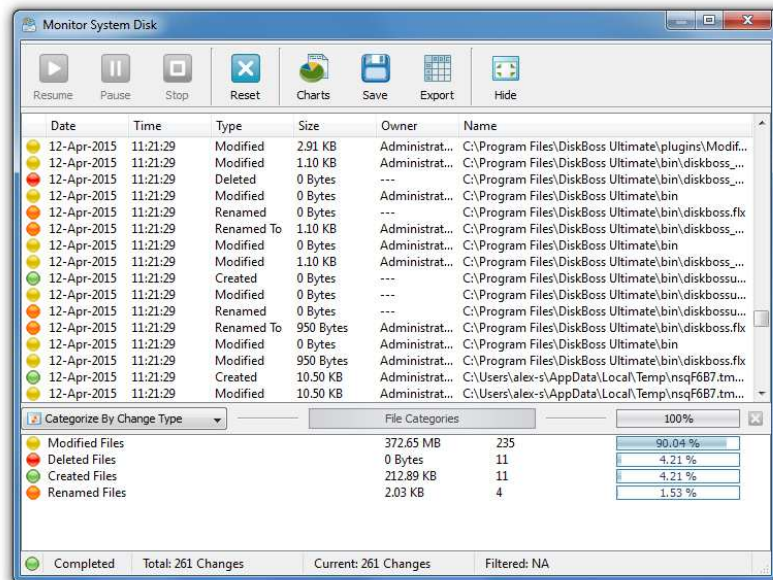 Monitor System Disk
Resume Pause Stop Reset Charts Save Export Hide
Date Time Type Size Owner Name
12-Apr-2015 11:21:29 Modified 2.91 KB Administrat... C:\Program Files\DiskBoss Ultimate\plugins\Modif...
12-Apr-2015 11:21:29 Modified 1.10 KB Administrat... C:\Program Files\DiskBoss Ultimate\bin\diskboss_...
12-Apr-2015 11:21:29 Deleted 0 Bytes --- C:\Program Files\DiskBoss Ultimate\bin\diskboss_...
12-Apr-2015 11:21:29 Modified 0 Bytes Administrat... C:\Program Files\DiskBoss Ultimate\bin
12-Apr-2015 11:21:29 Renamed 0 Bytes --- C:\Program Files\DiskBoss Ultimate\bin\diskboss.flx
12-Apr-2015 11:21:29 Renamed To 1.10 KB Administrat... C:\Program Files\DiskBoss Ultimate\bin\diskboss_...
12-Apr-2015 11:21:29 Modified 0 Bytes Administrat... C:\Program Files\DiskBoss Ultimate\bin
12-Apr-2015 11:21:29 Modified 1.10 KB Administrat... C:\Program Files\DiskBoss Ultimate\bin\diskboss_...
12-Apr-2015 11:21:29 Created 0 Bytes --- C:\Program Files\DiskBoss Ultimate\bin\diskbossu...
12-Apr-2015 11:21:29 Modified 0 Bytes --- C:\Program Files\DiskBoss Ultimate\bin\diskbossu...
12-Apr-2015 11:21:29 Renamed 0 Bytes --- C:\Program Files\DiskBoss Ultimate\bin\diskbossu...
12-Apr-2015 11:21:29 Renamed To 950 Bytes Administrat... C:\Program Files\DiskBoss Ultimate\bin\diskboss.flx
12-Apr-2015 11:21:29 Modified 0 Bytes Administrat... C:\Program Files\DiskBoss Ultimate\bin
12-Apr-2015 11:21:29 Modified 950 Bytes Administrat... C:\Program Files\DiskBoss Ultimate\bin\diskboss.flx
12-Apr-2015 11:21:29 Created 10.50 KB Administrat... C:\Users\alex-s\AppData\Local\Temp\nsqF6B7.tm...
12-Apr-2015 11:21:29 Modified 10.50 KB Administrat... C:\Users\alex-s\AppData\Local\Temp\nsqF6B7.tm...
Categorize By Change Type File Categories 100%
Modified Files 372.65 MB 235 90.04 %
Deleted Files 0 Bytes 11 4.21 %
Created Files 212.89 KB 11 4.21 %
Renamed Files 2.03 KB 4 1.53 %
Completed Total: 261 Changes Current: 261 Changes Filtered: NA